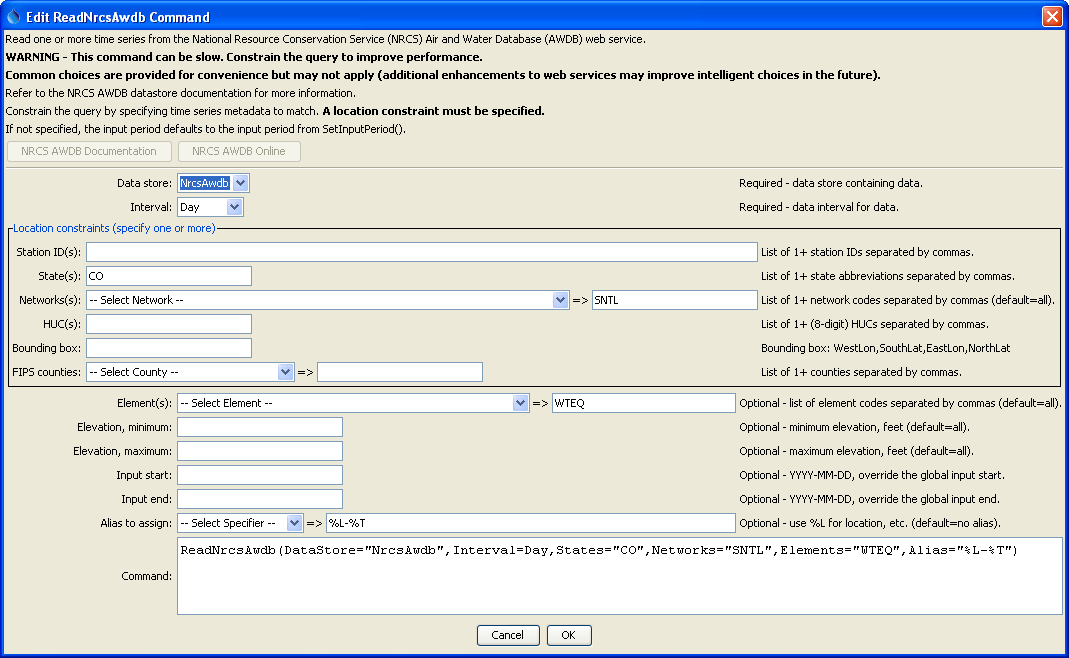 Edit ReadNrcsAwdb Command
Read one or more time series from the National Resource Conservation Service (NRCS) Air and Water Database (AWDB) web service.
WARNING - This command can be slow. Constrain the query to improve performance.
Common choices are provided for convenience but may not apply (additional enhancements to web services may improve intelligent choices in the future).
Refer to the NRCS AWDB datastore documentation for more information.
Constrain the query by specifying time series metadata to match. A location constraint must be specified.
If not specified, the input period defaults to the input period from SetInputPeriod().
NRCS AWDB Documentation NRCS AWDB Online
Data store: NrcsAwdb Required - data store containing data.
Interval: Day Required - data interval for data.
Location constraints (specify one or more)
Station ID(s): List of 1+ station IDs separated by commas.
State(s): CO List of 1+ state abbreviations separated by commas.
Networks(s): -- Select Network -- => SNTL List of 1+ network codes separated by commas (default=all).
HUC(s): List of 1+ (8-digit) HUCs separated by commas.
Bounding box: Bounding box: WestLon,SouthLat,EastLon,NorthLat
FIPS counties: -- Select County -- => List of 1+ counties separated by commas.
Element(s): -- Select Element -- => WTEQ Optional - list of element codes separated by commas (default=all).
Elevation, minimum: Optional - minimum elevation, feet (default=all).
Elevation, maximum: Optional - maximum elevation, feet (default=all).
Input start: Optional - YYYY-MM-DD, override the global input start.
Input end: Optional - YYYY-MM-DD, override the global input end.
Alias to assign: -- Select Specifier -- => %L-%T Optional - use %L for location, etc. (default=no alias).
Command: ReadNrcsAwdb(DataStore="NrcsAwdb",Interval=Day,States="CO",Networks="SNTL",Elements="WTEQ",Alias="%L-%T")
Cancel OK